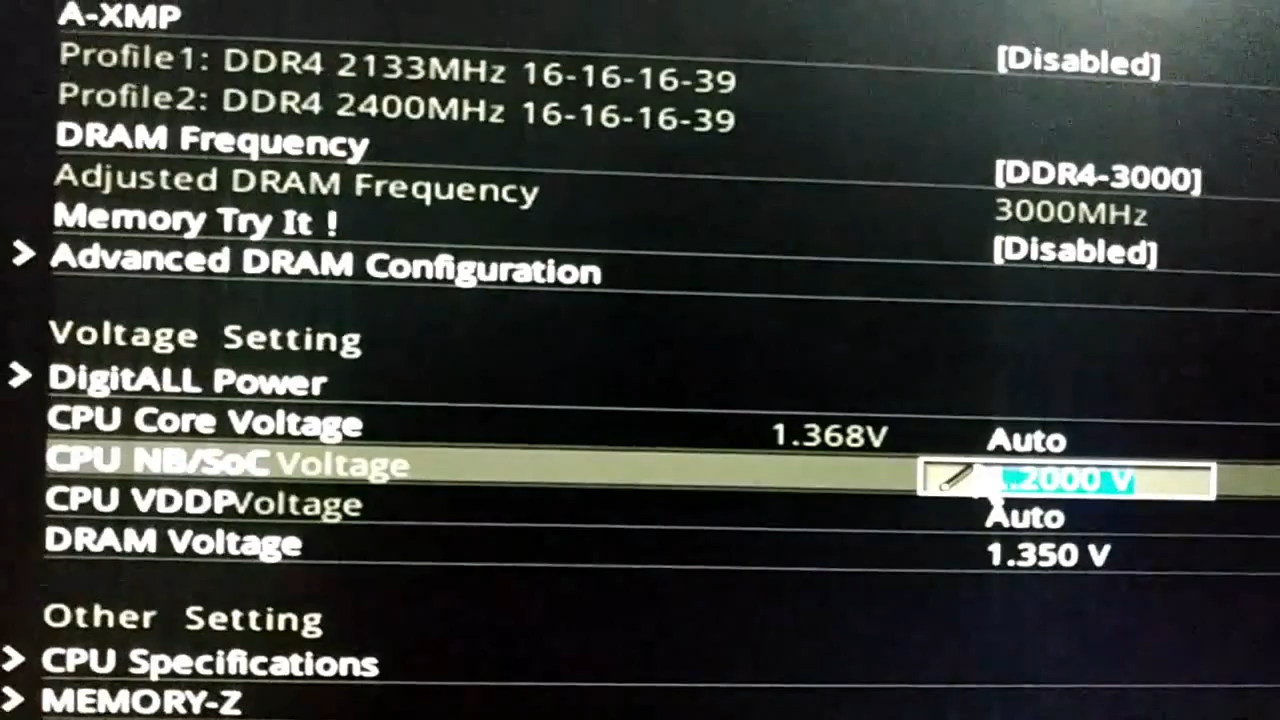 A-XMP [Disabled]
Profile1: DDR4 2133MHz 16-16-16-39
Profile2: DDR4 2400MHz 16-16-16-39
DRAM Frequency [DDR4-3000]
Adjusted DRAM Frequency 3000MHz
Memory Try It ! [Disabled]
> Advanced DRAM Configuration
Voltage Setting
> DigitALL Power
CPU Core Voltage 1.368V Auto
CPU NB/SoC Voltage .2000 V
CPU VDDP Voltage Auto
DRAM Voltage 1.350 V
Other Setting
> CPU Specifications
> MEMORY-Z